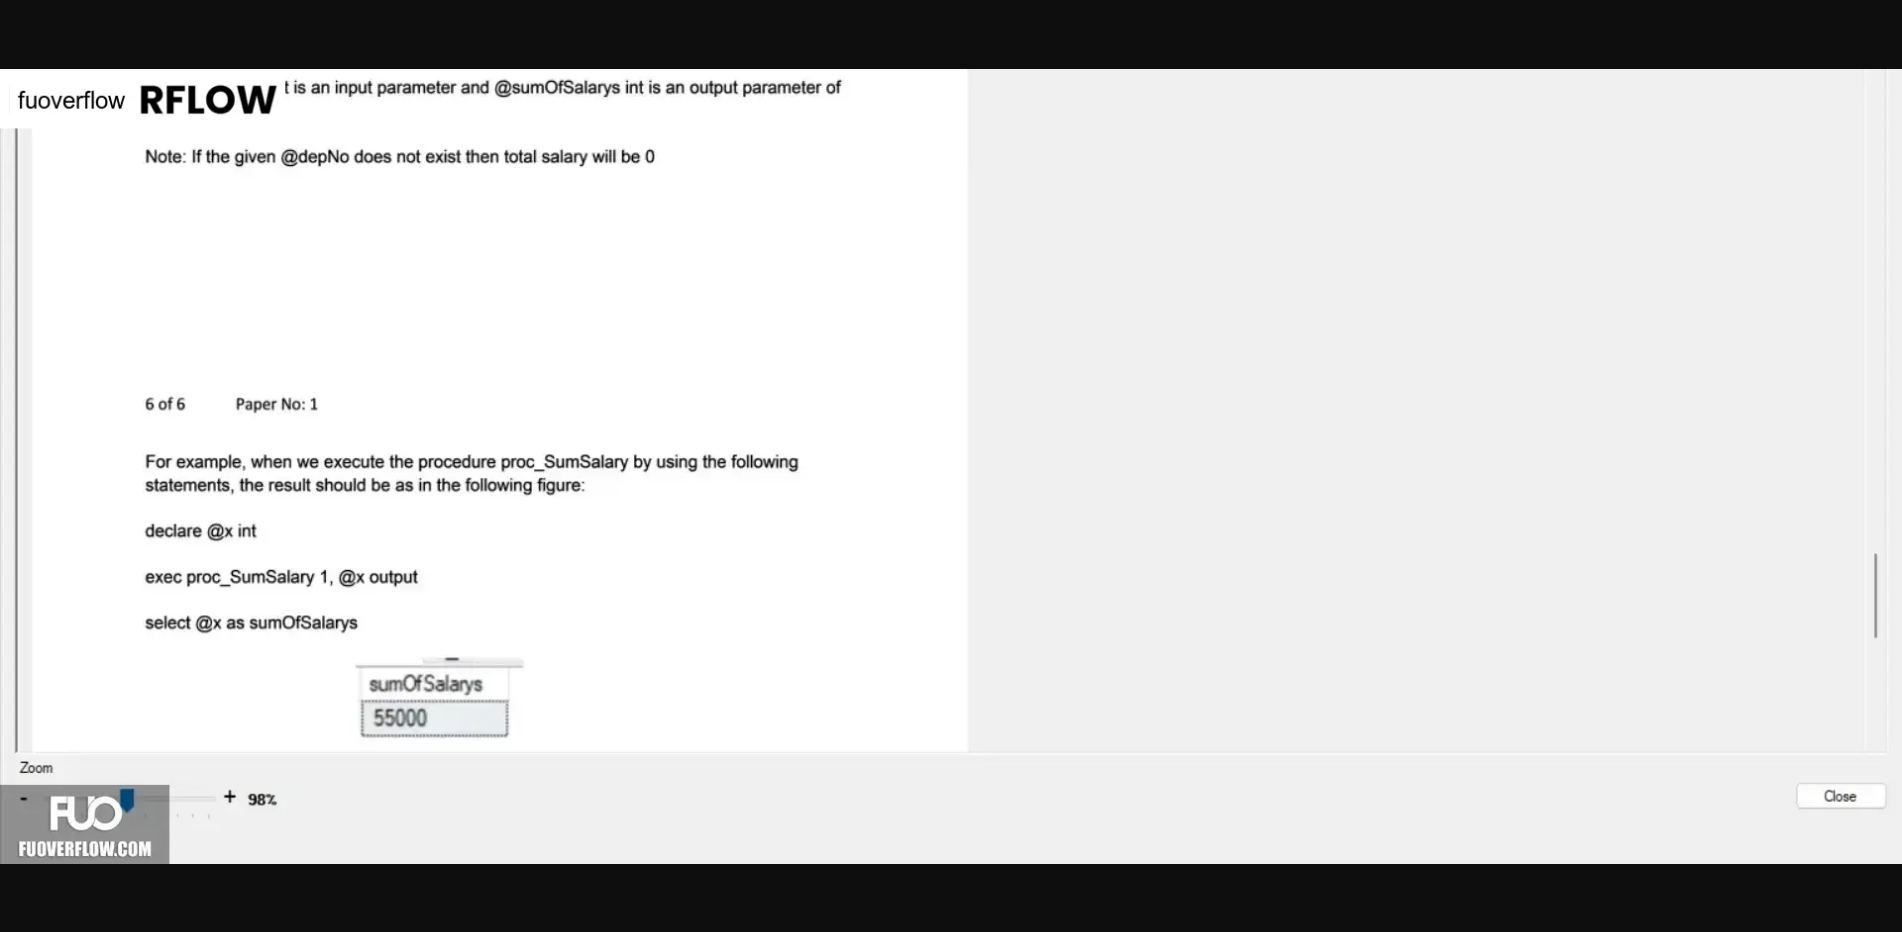 fuoverflow RFLOW t is an input parameter and @sumOfSalarys int is an output parameter of
Note: If the given @depNo does not exist then total salary will be 0
6 of 6 Paper No: 1
For example, when we execute the procedure proc_SumSalary by using the following
statements, the result should be as in the following figure:
declare @x int
exec proc_SumSalary 1, @x output
select @x as sumOfSalarys
sumOfSalarys
55000
Zoom
- + 98%
Close
FUO
FUOVERFLOW.COM